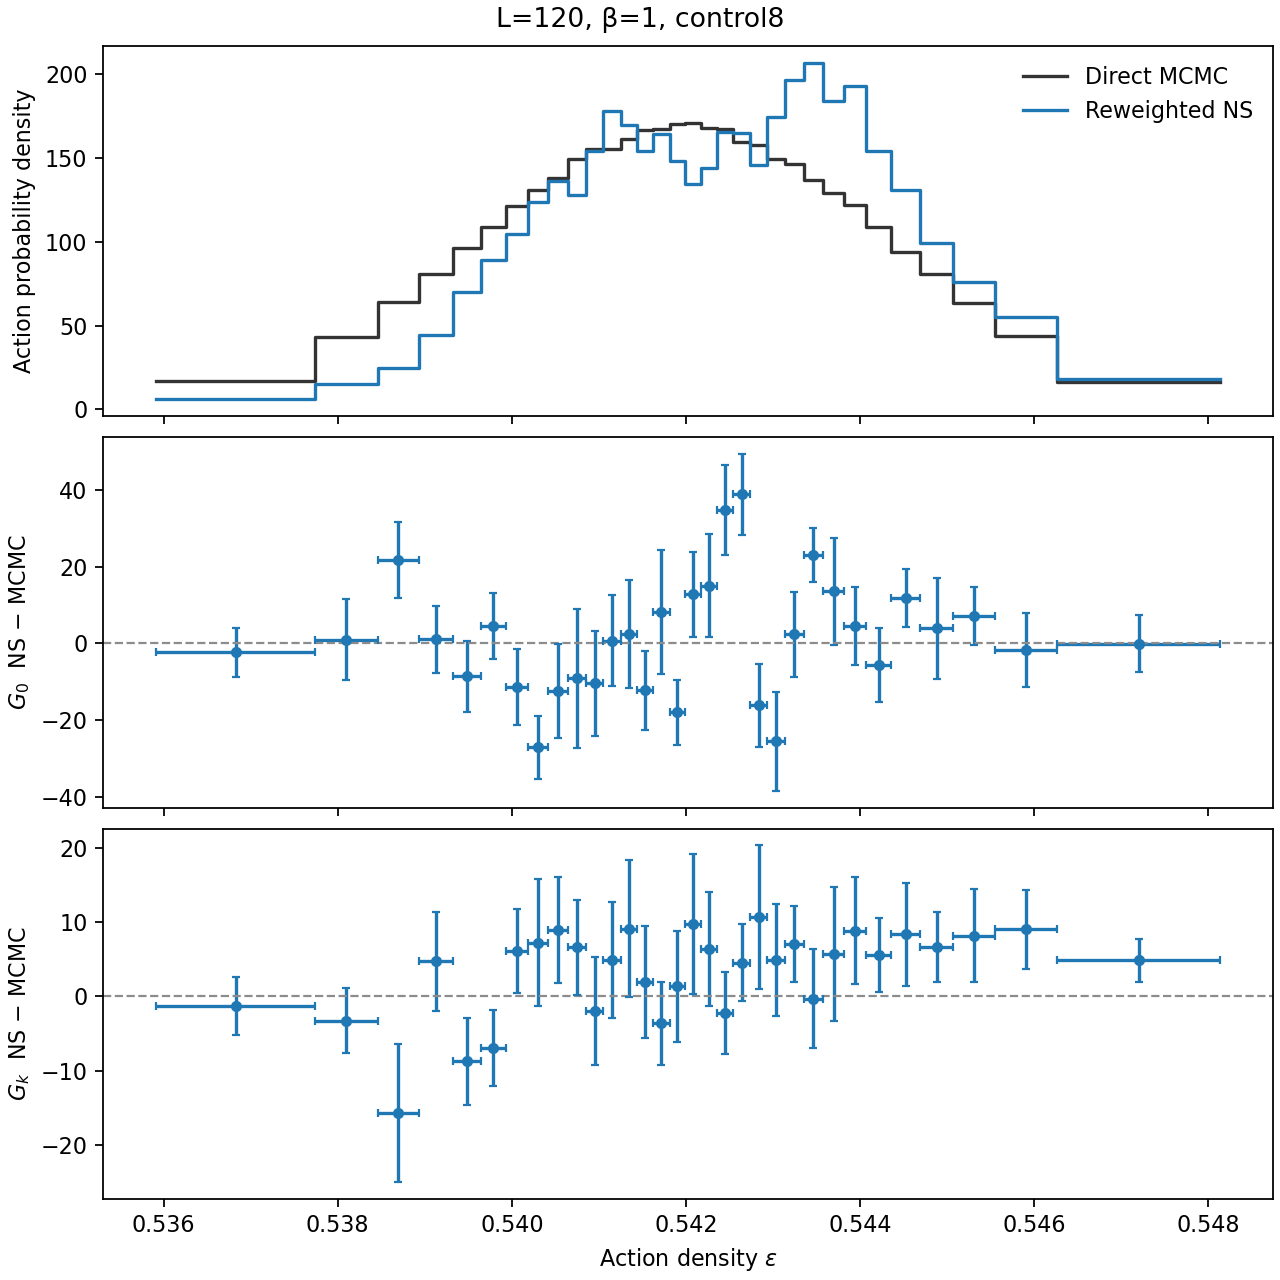 L=120, β=1, control8
Action probability density
200
150
100
50
0
Direct MCMC
Reweighted NS
G₀ NS − MCMC
40
20
0
−20
−40
Gₖ NS − MCMC
20
10
0
−10
−20
0.536 0.538 0.540 0.542 0.544 0.546 0.548
Action density ε